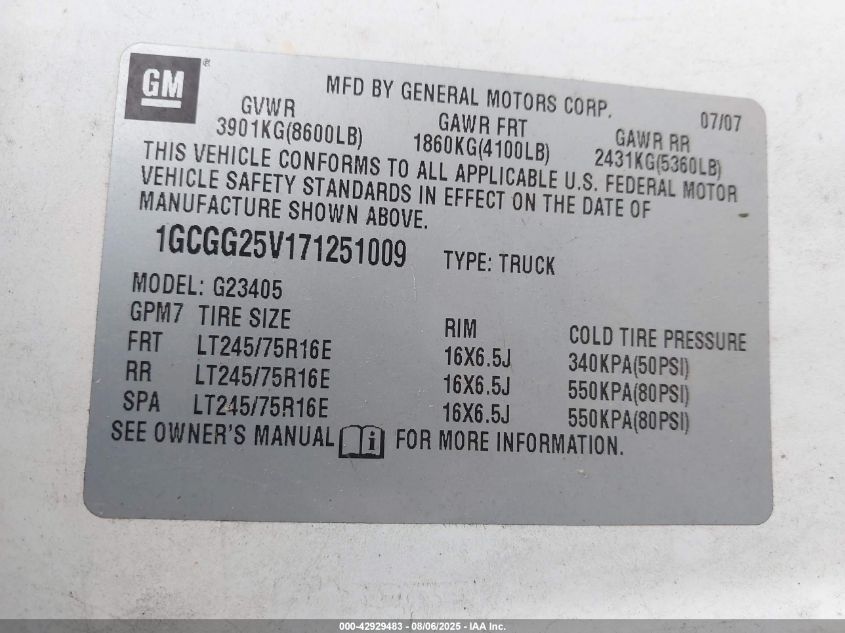 GM
MFD BY GENERAL MOTORS CORP. 07/07
GVWR GAWR FRT GAWR RR
3901KG(8600LB) 1860KG(4100LB) 2431KG(5360LB)
THIS VEHICLE CONFORMS TO ALL APPLICABLE U.S. FEDERAL MOTOR
VEHICLE SAFETY STANDARDS IN EFFECT ON THE DATE OF
MANUFACTURE SHOWN ABOVE.
1GCGG25V171251009 TYPE: TRUCK
MODEL: G23405
GPM7 TIRE SIZE RIM COLD TIRE PRESSURE
FRT LT245/75R16E 16X6.5J 340KPA(50PSI)
RR LT245/75R16E 16X6.5J 550KPA(80PSI)
SPA LT245/75R16E 16X6.5J 550KPA(80PSI)
SEE OWNER'S MANUAL i FOR MORE INFORMATION.
000-42929483 - 08/06/2025 - IAAI.COM